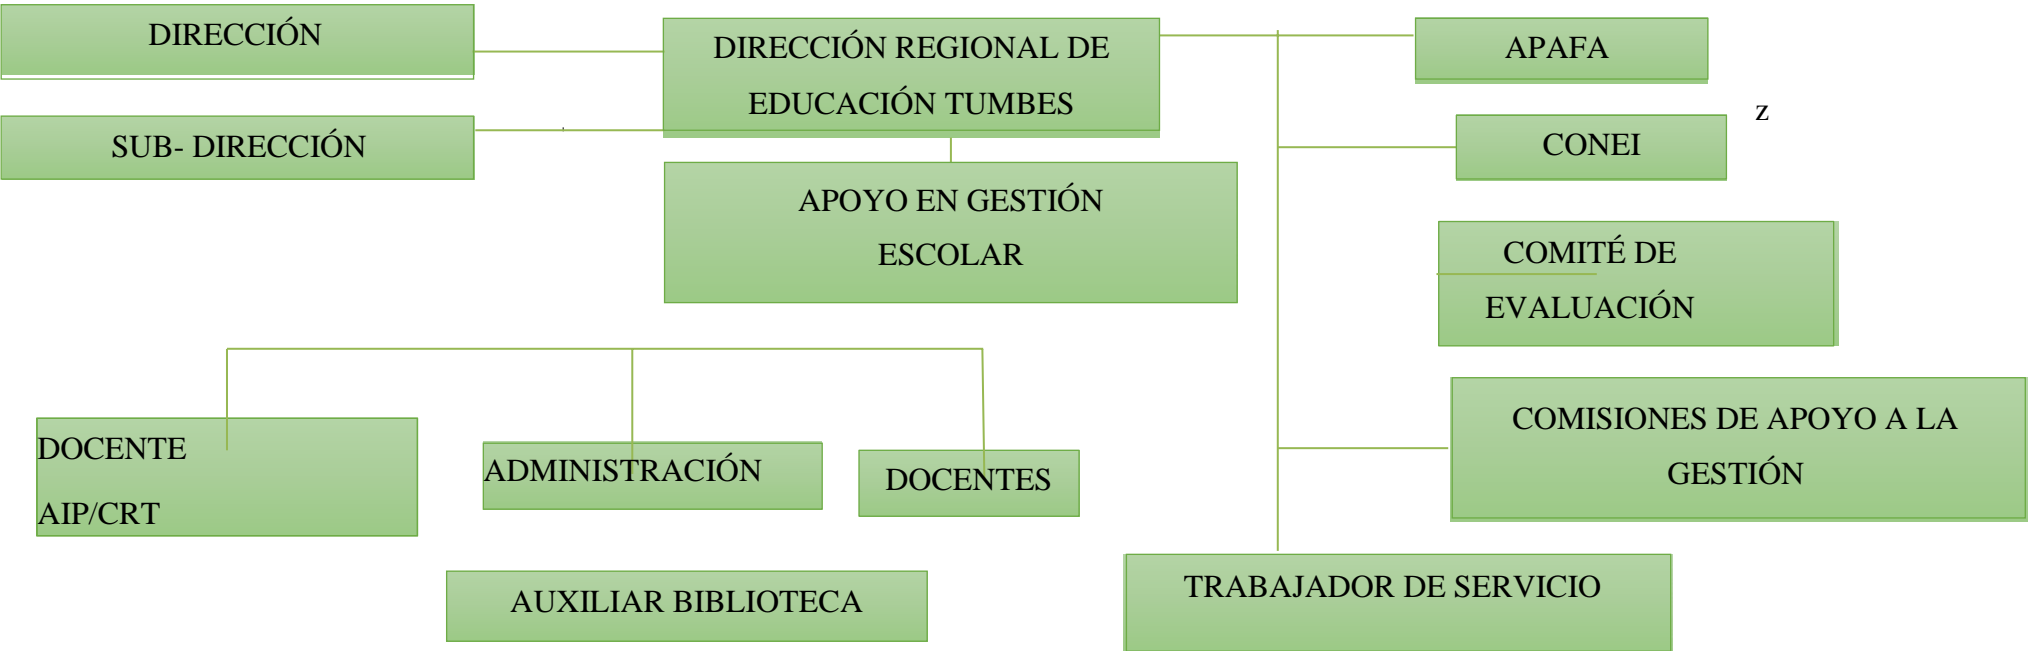 DIRECCIÓN
DIRECCIÓN REGIONAL DE
EDUCACIÓN TUMBES
APAFA
z
SUB- DIRECCIÓN
CONEI
APOYO EN GESTIÓN
ESCOLAR
COMITÉ DE
EVALUACIÓN
COMISIONES DE APOYO A LA
GESTIÓN
DOCENTE
AIP/CRT
ADMINISTRACIÓN
DOCENTES
AUXILIAR BIBLIOTECA
TRABAJADOR DE SERVICIO